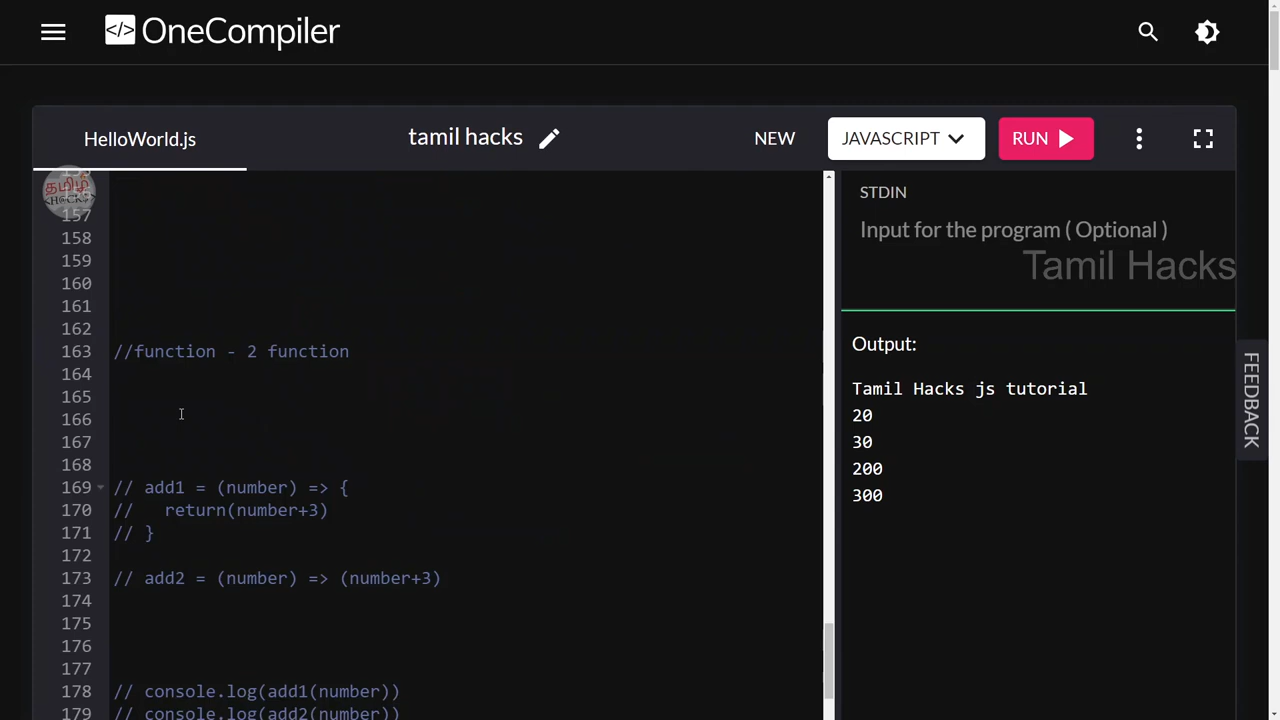 OneCompiler
HelloWorld.js
tamil hacks
NEW
JAVASCRIPT
RUN
தமிழ்
<HACKS>
157
158
159
160
161
162
163 //function - 2 function
164
165
166
167
168
169 // add1 = (number) => {
170 //   return(number+3)
171 // }
172
173 // add2 = (number) => (number+3)
174
175
176
177
178 // console.log(add1(number))
179 // console.log(add2(number))
STDIN
Input for the program ( Optional )
Tamil Hacks
Output:
Tamil Hacks js tutorial
20
30
200
300
FEEDBACK